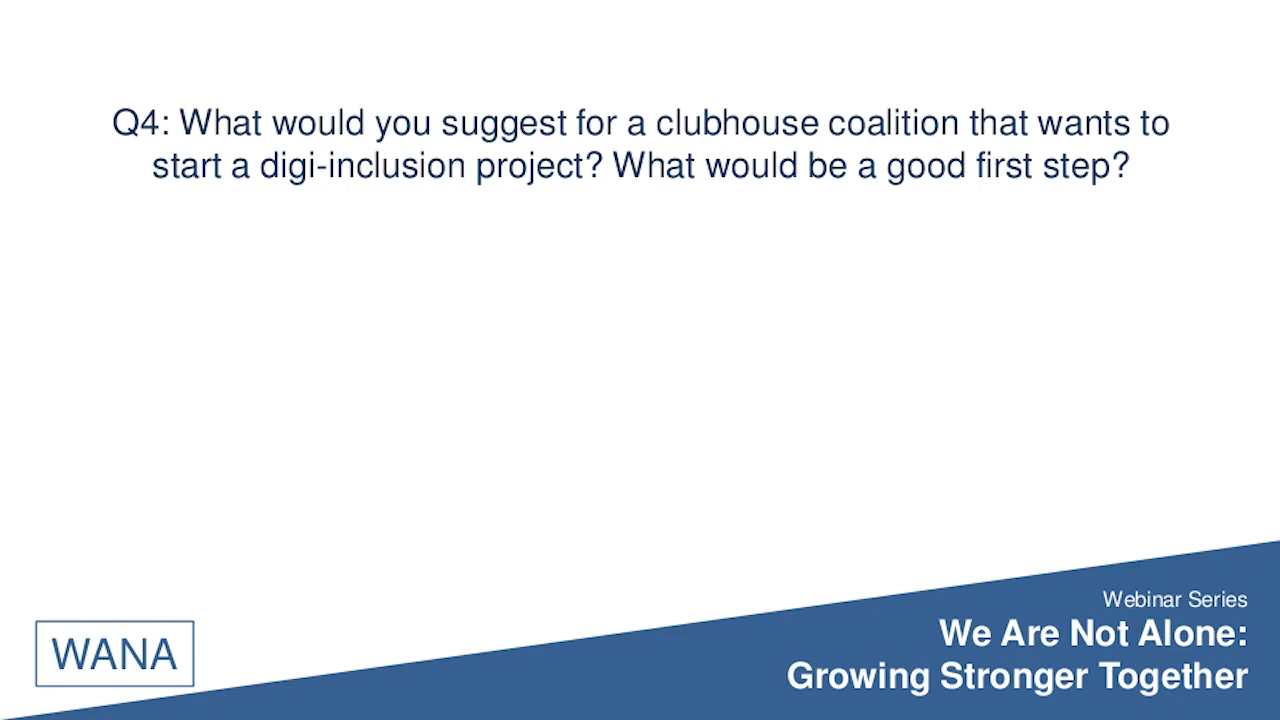 Q4: What would you suggest for a clubhouse coalition that wants to
start a digi-inclusion project? What would be a good first step?
WANA
Webinar Series
We Are Not Alone:
Growing Stronger Together